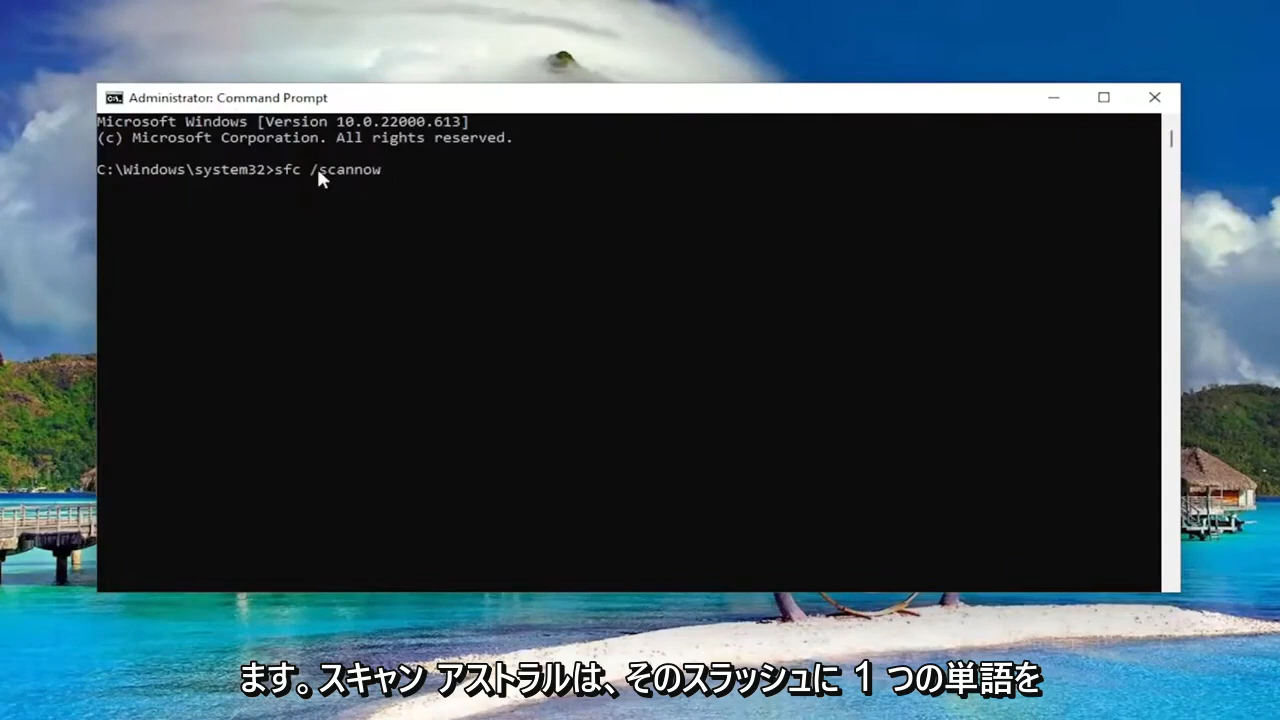 Administrator: Command Prompt
Microsoft Windows [Version 10.0.22000.613]
(c) Microsoft Corporation. All rights reserved.
C:\Windows\system32>sfc /scannow
ます。スキャン アストラルは、そのスラッシュに 1 つの単語を